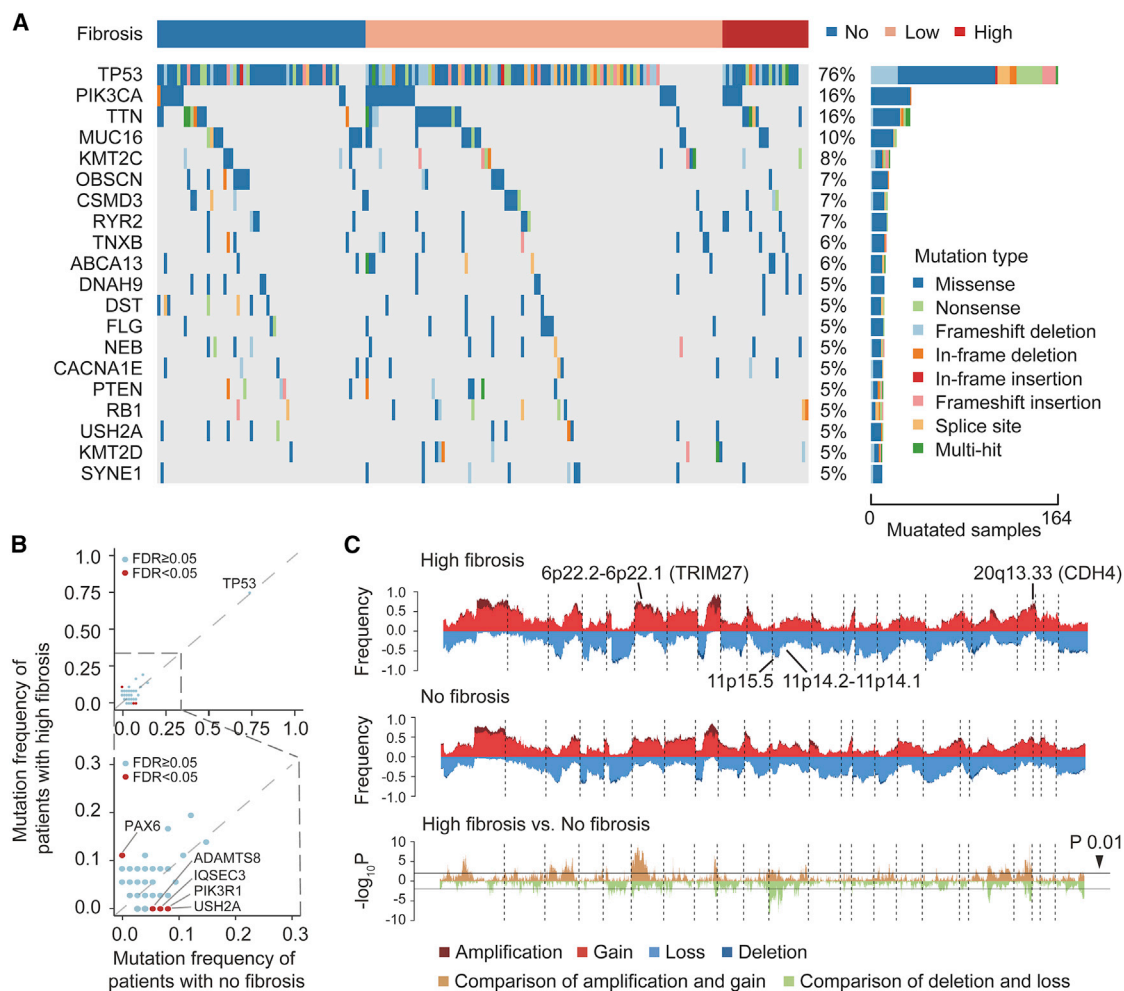 A
Fibrosis
No Low High
TP53 76%
PIK3CA 16%
TTN 16%
MUC16 10%
KMT2C 8%
OBSCN 7%
CSMD3 7%
RYR2 7%
TNXB 6%
ABCA13 6%
DNAH9 5%
DST 5%
FLG 5%
NEB 5%
CACNA1E 5%
PTEN 5%
RB1 5%
USH2A 5%
KMT2D 5%
SYNE1 5%
Mutation type
Missense
Nonsense
Frameshift deletion
In-frame deletion
In-frame insertion
Frameshift insertion
Splice site
Multi-hit
0 164
Muatated samples
B
Mutation frequency of
patients with high fibrosis
1.0
0.75
0.50
0.25
0.0
FDR≥0.05
FDR<0.05
TP53
0.0 0.25 0.5 0.75 1.0
0.3
0.2
0.1
0.0
FDR≥0.05
FDR<0.05
PAX6
ADAMTS8
IQSEC3
PIK3R1
USH2A
0.0 0.1 0.2 0.3
Mutation frequency of
patients with no fibrosis
C
High fibrosis
6p22.2-6p22.1 (TRIM27)
20q13.33 (CDH4)
Frequency
1.0
0.5
0.0
-0.5
-1.0
11p15.5 11p14.2-11p14.1
No fibrosis
Frequency
1.0
0.5
0.0
-0.5
-1.0
High fibrosis vs. No fibrosis
P 0.01
-log10P
10
5
0
5
10
Amplification Gain Loss Deletion
Comparison of amplification and gain Comparison of deletion and loss